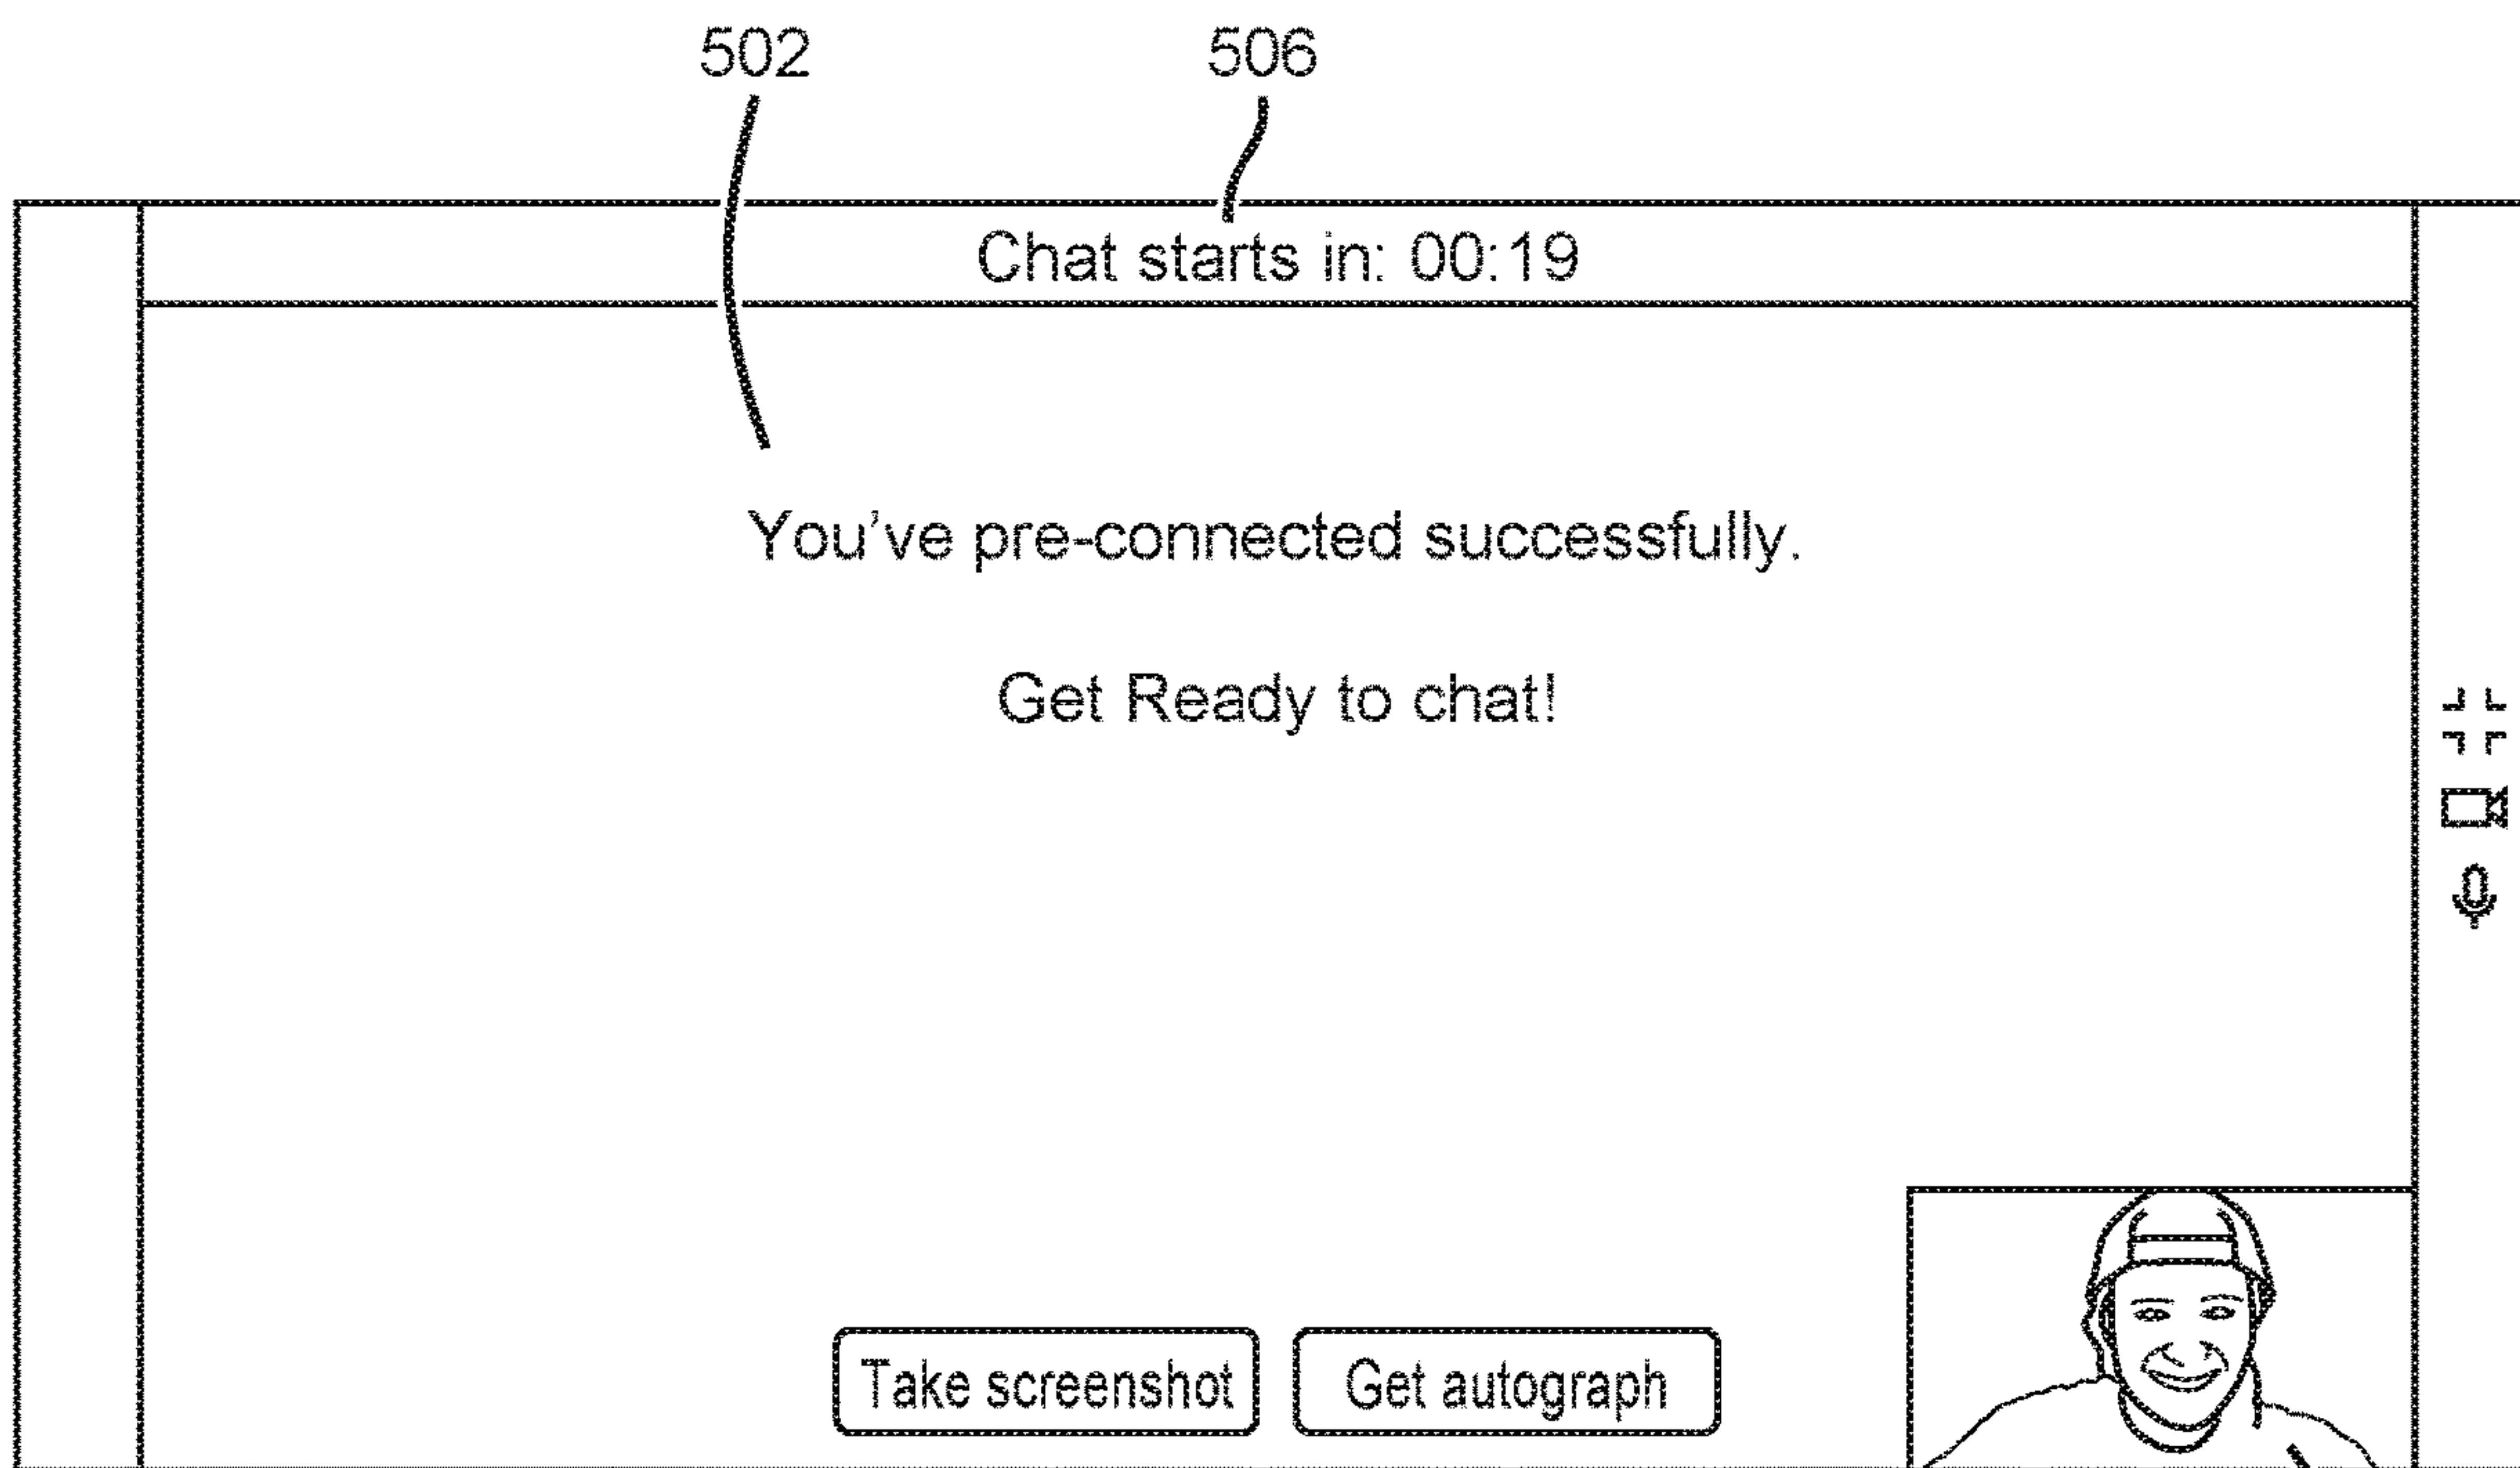 502 506
Chat starts in: 00:19
You've pre-connected successfully.
Get Ready to chat!
Take screenshot Get autograph